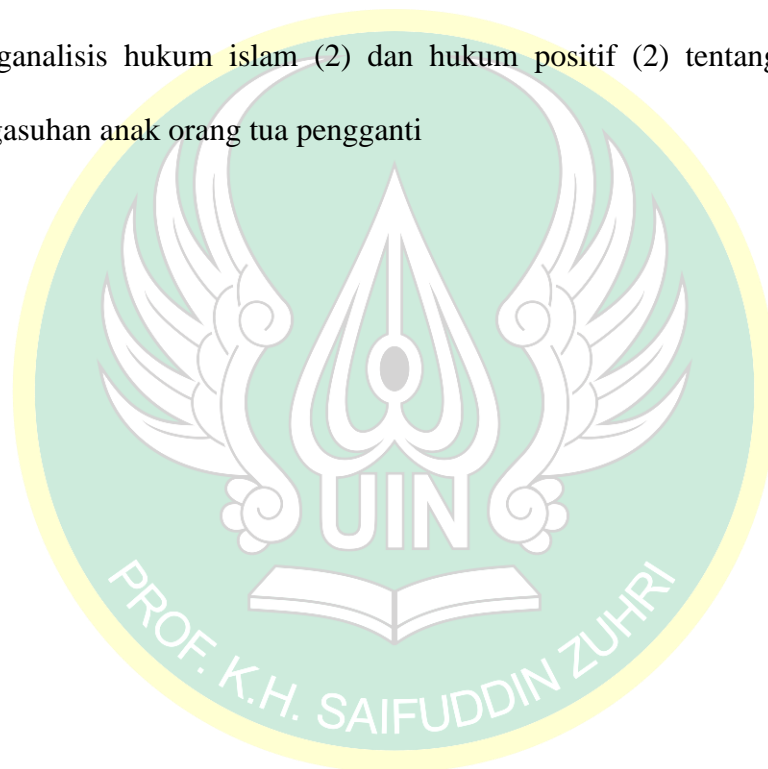 ganalisis hukum islam (2) dan hukum positif (2) tentang
gasuhan anak orang tua pengganti
UIN
PROF. K.H. SAIFUDDIN ZUHRI